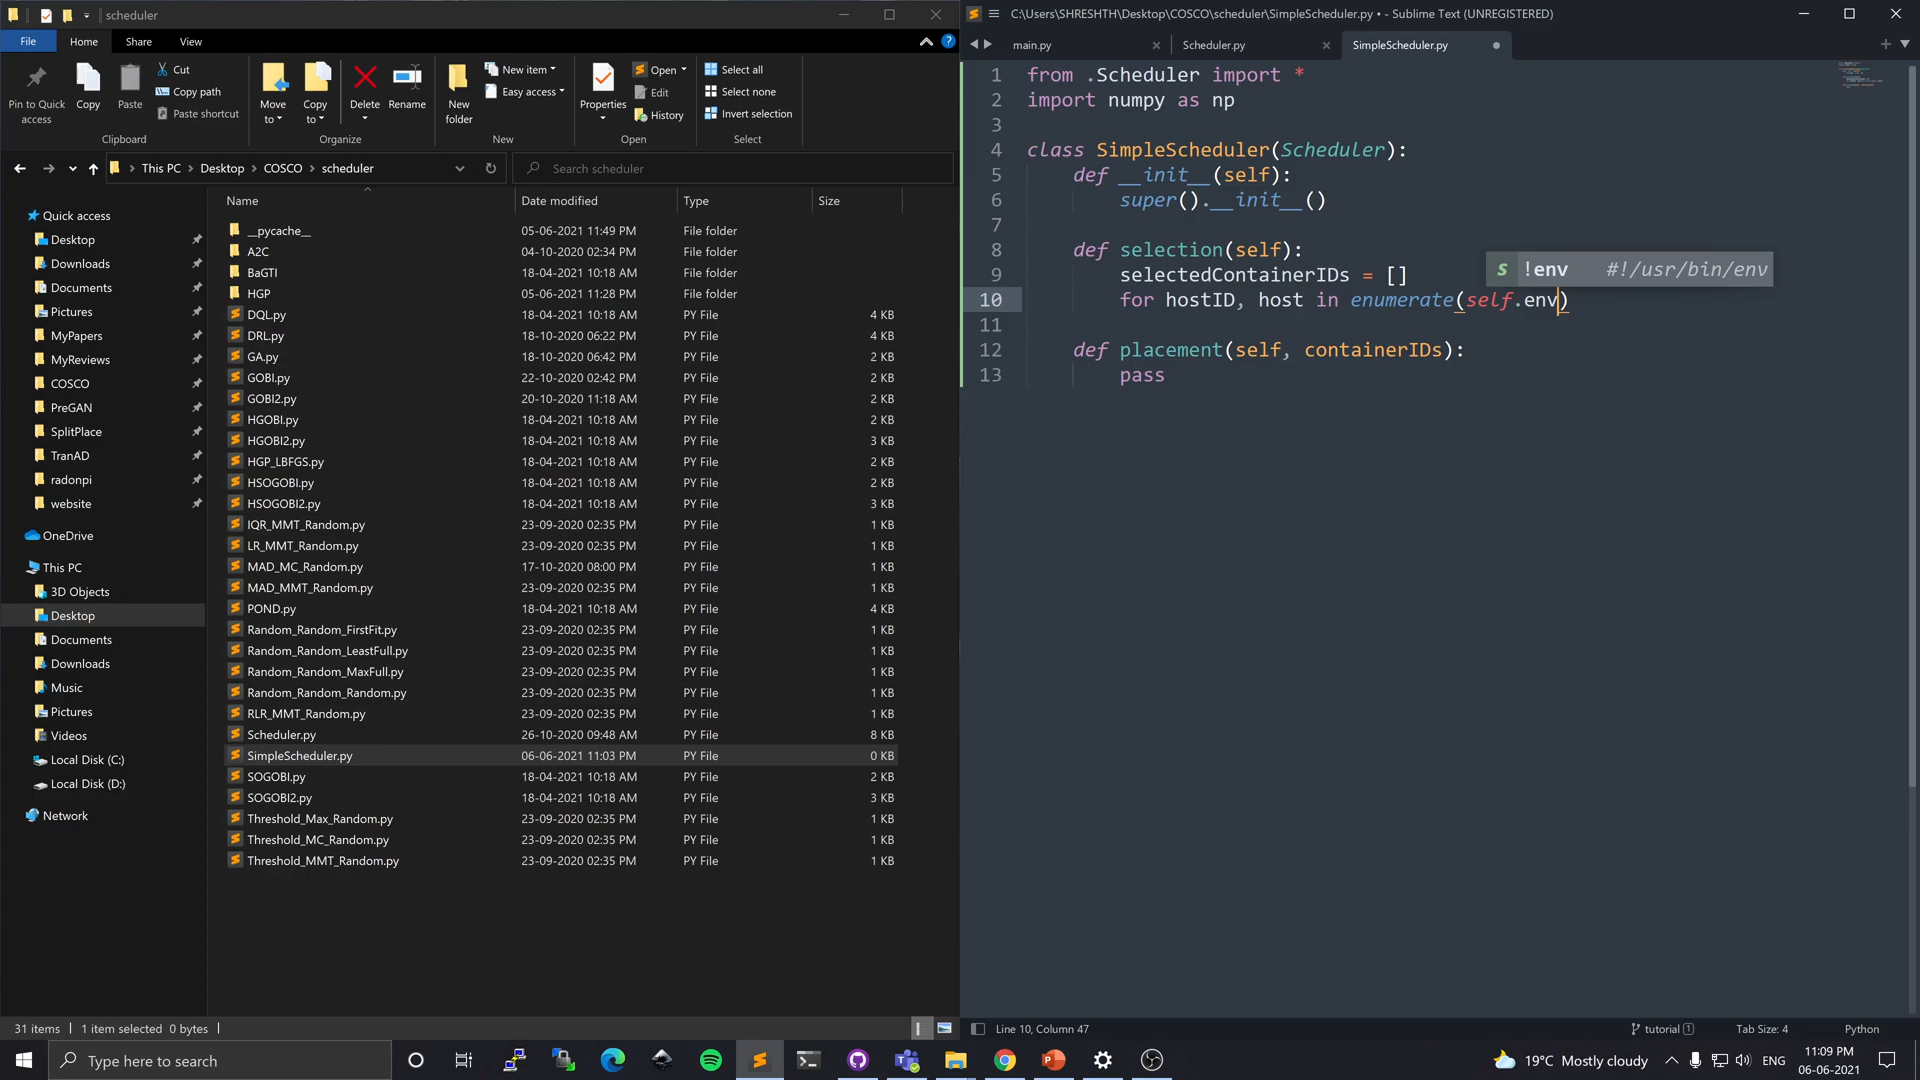 scheduler
File
Home
Share
View
Pin to Quick access
Copy
Paste
Cut
Copy path
Paste shortcut
Clipboard
Move to
Copy to
Delete
Rename
Organize
New folder
New item
Easy access
New
Properties
Open
Edit
History
Open
Select all
Select none
Invert selection
Select
This PC
Desktop
COSCO
scheduler
Search scheduler
Quick access
Desktop
Downloads
Documents
Pictures
MyPapers
MyReviews
COSCO
PreGAN
SplitPlace
TranAD
radonpi
website
OneDrive
This PC
3D Objects
Desktop
Documents
Downloads
Music
Pictures
Videos
Local Disk (C:)
Local Disk (D:)
Network
Name Date modified Type Size
__pycache__ 05-06-2021 11:49 PM File folder
A2C 04-10-2020 02:34 PM File folder
BaGTI 18-04-2021 10:18 AM File folder
HGP 05-06-2021 11:28 PM File folder
DQL.py 18-04-2021 10:18 AM PY File 4 KB
DRL.py 18-10-2020 06:22 PM PY File 4 KB
GA.py 18-10-2020 06:42 PM PY File 2 KB
GOBI.py 22-10-2020 02:42 PM PY File 2 KB
GOBI2.py 20-10-2020 11:18 AM PY File 2 KB
HGOBI.py 18-04-2021 10:18 AM PY File 2 KB
HGOBI2.py 18-04-2021 10:18 AM PY File 3 KB
HGP_LBFGS.py 18-04-2021 10:18 AM PY File 2 KB
HSOGOBI.py 18-04-2021 10:18 AM PY File 2 KB
HSOGOBI2.py 18-04-2021 10:18 AM PY File 3 KB
IQR_MMT_Random.py 23-09-2020 02:35 PM PY File 1 KB
LR_MMT_Random.py 23-09-2020 02:35 PM PY File 1 KB
MAD_MC_Random.py 17-10-2020 08:00 PM PY File 1 KB
MAD_MMT_Random.py 23-09-2020 02:35 PM PY File 1 KB
POND.py 18-04-2021 10:18 AM PY File 4 KB
Random_Random_FirstFit.py 23-09-2020 02:35 PM PY File 1 KB
Random_Random_LeastFull.py 23-09-2020 02:35 PM PY File 1 KB
Random_Random_MaxFull.py 23-09-2020 02:35 PM PY File 1 KB
Random_Random_Random.py 23-09-2020 02:35 PM PY File 1 KB
RLR_MMT_Random.py 23-09-2020 02:35 PM PY File 1 KB
Scheduler.py 26-10-2020 09:48 AM PY File 8 KB
SimpleScheduler.py 06-06-2021 11:03 PM PY File 0 KB
SOGOBI.py 18-04-2021 10:18 AM PY File 2 KB
SOGOBI2.py 18-04-2021 10:18 AM PY File 3 KB
Threshold_Max_Random.py 23-09-2020 02:35 PM PY File 1 KB
Threshold_MC_Random.py 23-09-2020 02:35 PM PY File 1 KB
Threshold_MMT_Random.py 23-09-2020 02:35 PM PY File 1 KB
31 items 1 item selected 0 bytes
C:\Users\SHRESHTH\Desktop\COSCO\scheduler\SimpleScheduler.py • - Sublime Text (UNREGISTERED)
main.py
Scheduler.py
SimpleScheduler.py
1 from .Scheduler import *
2 import numpy as np
3
4 class SimpleScheduler(Scheduler):
5 def __init__(self):
6 super().__init__()
7
8 def selection(self):
9 selectedContainerIDs = []
s !env #!/usr/bin/env
10 for hostID, host in enumerate(self.env)
11
12 def placement(self, containerIDs):
13 pass
Line 10, Column 47
tutorial 1
Tab Size: 4
Python
Type here to search
19°C Mostly cloudy
ENG
11:09 PM
06-06-2021